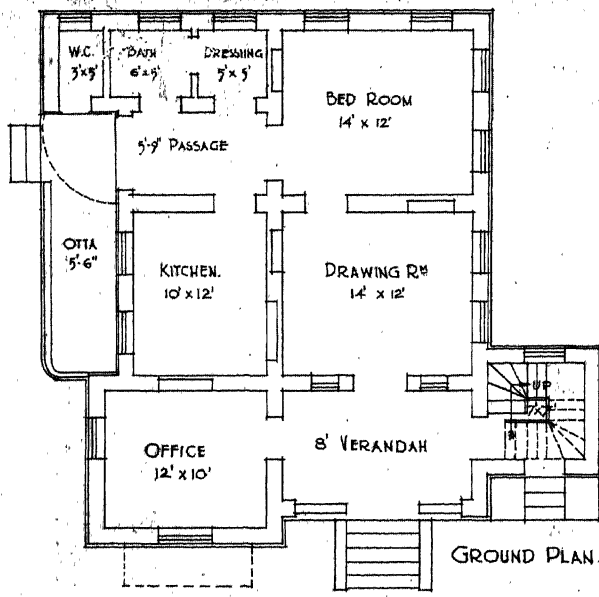 W.C.
3'x5'
BATH
6'x5'
DRESSING
5' x 5'
BED ROOM
14' x 12'
5'-9" PASSAGE
OTTA
5'-6"
KITCHEN.
10' x 12'
DRAWING RM
14' x 12'
UP
OFFICE
12' x 10'
8' VERANDAH
GROUND PLAN.